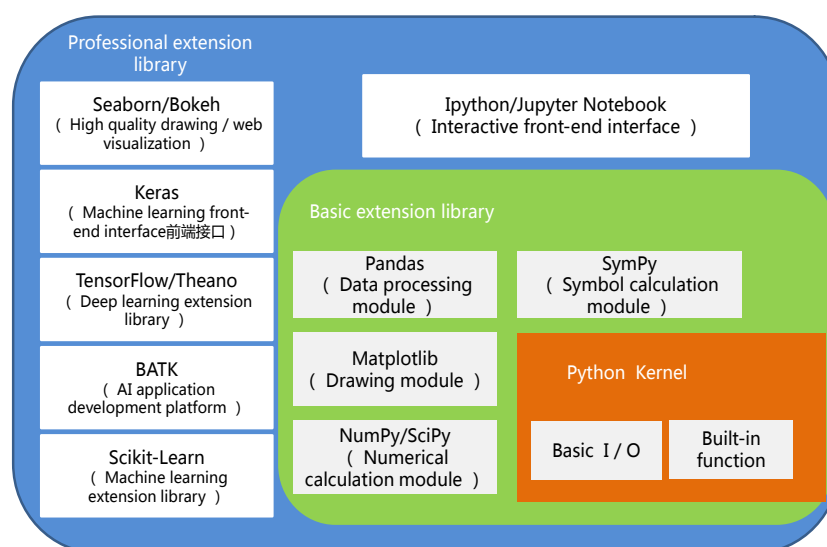 Professional extension
library
Seaborn/Bokeh
( High quality drawing / web
visualization )
Ipython/Jupyter Notebook
( Interactive front-end interface )
Keras
( Machine learning front-
end interface前端接口 )
TensorFlow/Theano
( Deep learning extension
library )
BATK
( AI application
development platform )
Scikit-Learn
( Machine learning
extension library )
Basic extension library
Pandas
( Data processing
module )
SymPy
( Symbol calculation
module )
Matplotlib
( Drawing module )
NumPy/SciPy
( Numerical
calculation module )
Python Kernel
Basic I / O
Built-in
function